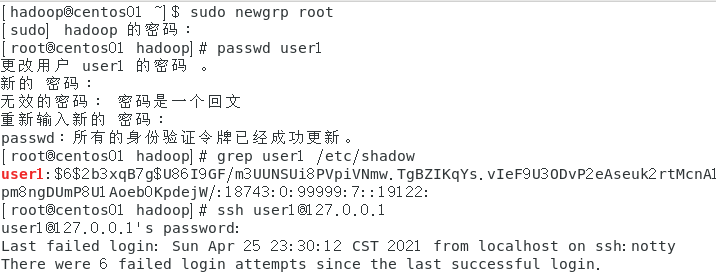 [hadoop@centos01 ~]$ sudo newgrp root
[sudo] hadoop 的密码：
[root@centos01 hadoop]# passwd user1
更改用户 user1 的密码 。
新的 密码：
无效的密码： 密码是一个回文
重新输入新的 密码：
passwd：所有的身份验证令牌已经成功更新。
[root@centos01 hadoop]# grep user1 /etc/shadow
user1:$6$2b3xqB7g$U86I9GF/m3UUNSUi8PVpiVNmw.TgBZIKqYs.vIeF9U3ODvP2eAseuk2rtMcnAl
pm8ngDUmP8U1Aoeb0KpdejW/:18743:0:99999:7::19122:
[root@centos01 hadoop]# ssh user1@127.0.0.1
user1@127.0.0.1's password:
Last failed login: Sun Apr 25 23:30:12 CST 2021 from localhost on ssh:notty
There were 6 failed login attempts since the last successful login.